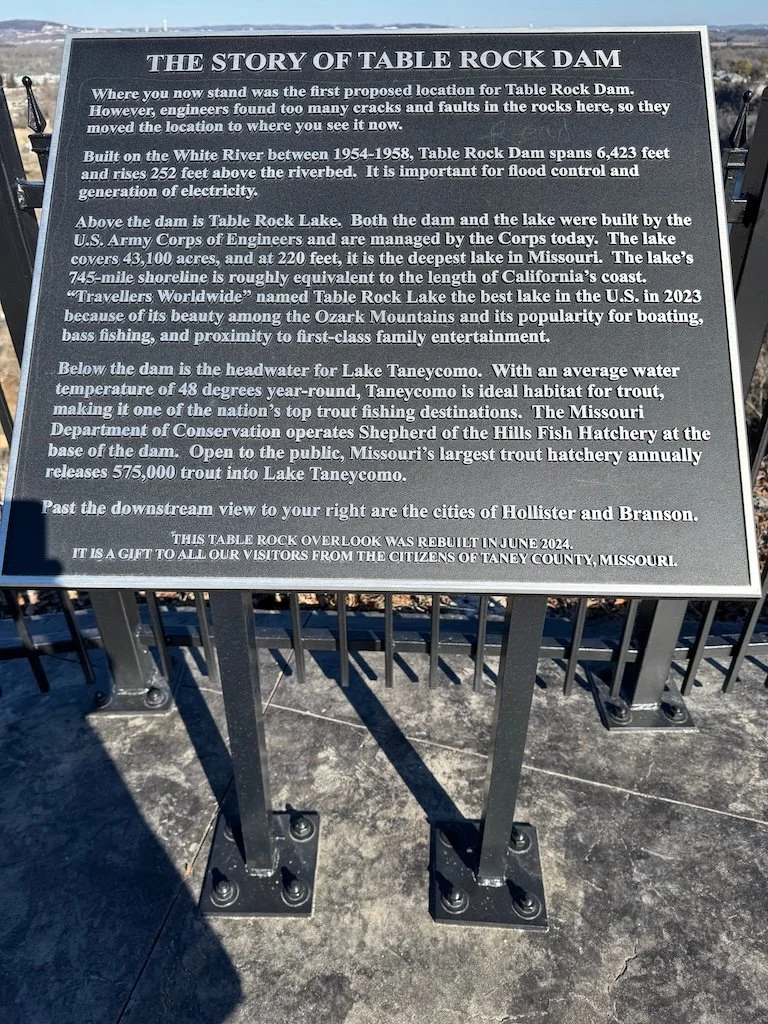 THE STORY OF TABLE ROCK DAM
Where you now stand was the first proposed location for Table Rock Dam.
However, engineers found too many cracks and faults in the rocks here, so they
moved the location to where you see it now.
Built on the White River between 1954-1958, Table Rock Dam spans 6,423 feet
and rises 252 feet above the riverbed. It is important for flood control and
generation of electricity.
Above the dam is Table Rock Lake. Both the dam and the lake were built by the
U.S. Army Corps of Engineers and are managed by the Corps today. The lake
covers 43,100 acres, and at 220 feet, it is the deepest lake in Missouri. The lake's
745-mile shoreline is roughly equivalent to the length of California's coast.
“Travellers Worldwide” named Table Rock Lake the best lake in the U.S. in 2023
because of its beauty among the Ozark Mountains and its popularity for boating,
bass fishing, and proximity to first-class family entertainment.
Below the dam is the headwater for Lake Taneycomo. With an average water
temperature of 48 degrees year-round, Taneycomo is ideal habitat for trout,
making it one of the nation's top trout fishing destinations. The Missouri
Department of Conservation operates Shepherd of the Hills Fish Hatchery at the
base of the dam. Open to the public, Missouri's largest trout hatchery annually
releases 575,000 trout into Lake Taneycomo.
Past the downstream view to your right are the cities of Hollister and Branson.
THIS TABLE ROCK OVERLOOK WAS REBUILT IN JUNE 2024.
IT IS A GIFT TO ALL OUR VISITORS FROM THE CITIZENS OF TANEY COUNTY, MISSOURI.